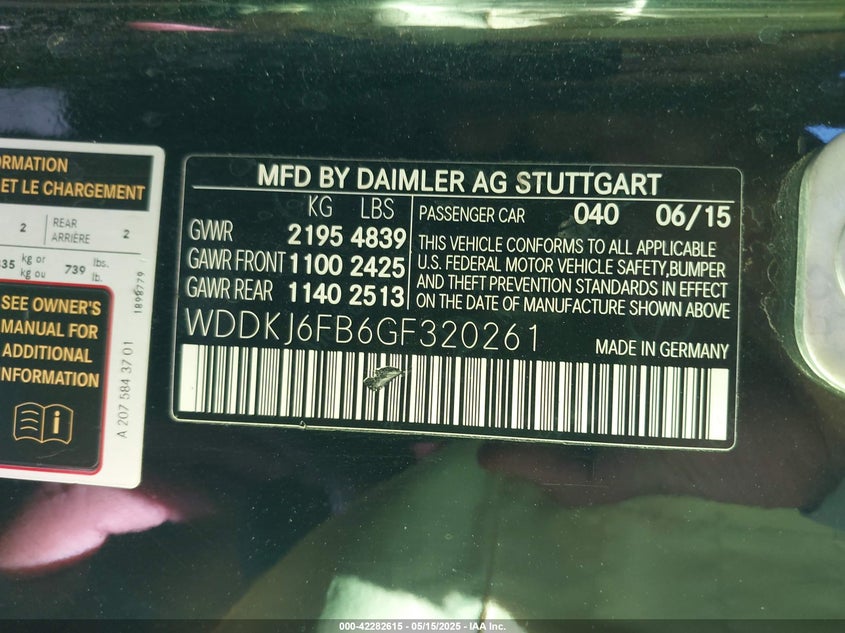 RMATION
ET LE CHARGEMENT
2 REAR ARRIÈRE 2
335 kg or kg ou 739 lbs. lb.
SEE OWNER'S
MANUAL FOR
ADDITIONAL
INFORMATION
i
A 207 584 37 01
1898779
MFD BY DAIMLER AG STUTTGART
KG LBS
GVWR 2195 4839
GAWR FRONT 1100 2425
GAWR REAR 1140 2513
PASSENGER CAR 040 06/15
THIS VEHICLE CONFORMS TO ALL APPLICABLE
U.S. FEDERAL MOTOR VEHICLE SAFETY,BUMPER
AND THEFT PREVENTION STANDARDS IN EFFECT
ON THE DATE OF MANUFACTURE SHOWN ABOVE
WDDKJ6FB6GF320261
MADE IN GERMANY
000-42282615 - 05/15/2025 - IAA Inc.